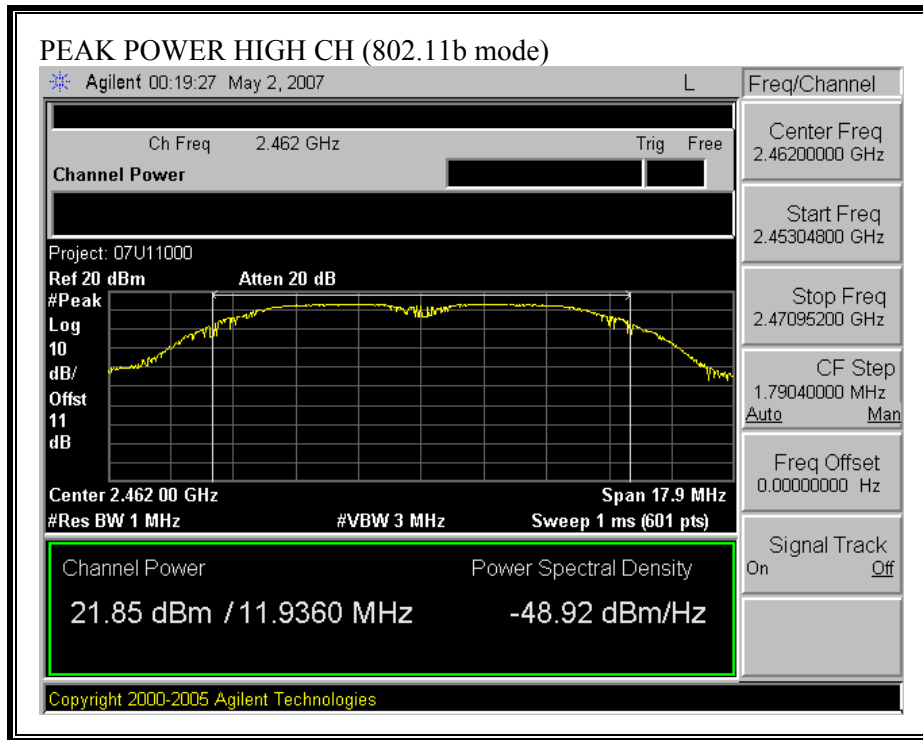 PEAK POWER HIGH CH (802.11b mode)
Agilent 00:19:27 May 2, 2007 L
Freq/Channel
Ch Freq 2.462 GHz Trig Free
Channel Power
Center Freq
2.46200000 GHz
Start Freq
2.45304800 GHz
Stop Freq
2.47095200 GHz
CF Step
1.79040000 MHz
Auto Man
Freq Offset
0.00000000 Hz
Signal Track
On Off
Project: 07U11000
Ref 20 dBm Atten 20 dB
#Peak
Log
10
dB/
Offst
11
dB
Center 2.462 00 GHz Span 17.9 MHz
#Res BW 1 MHz #VBW 3 MHz Sweep 1 ms (601 pts)
Channel Power Power Spectral Density
21.85 dBm / 11.9360 MHz -48.92 dBm/Hz
Copyright 2000-2005 Agilent Technologies